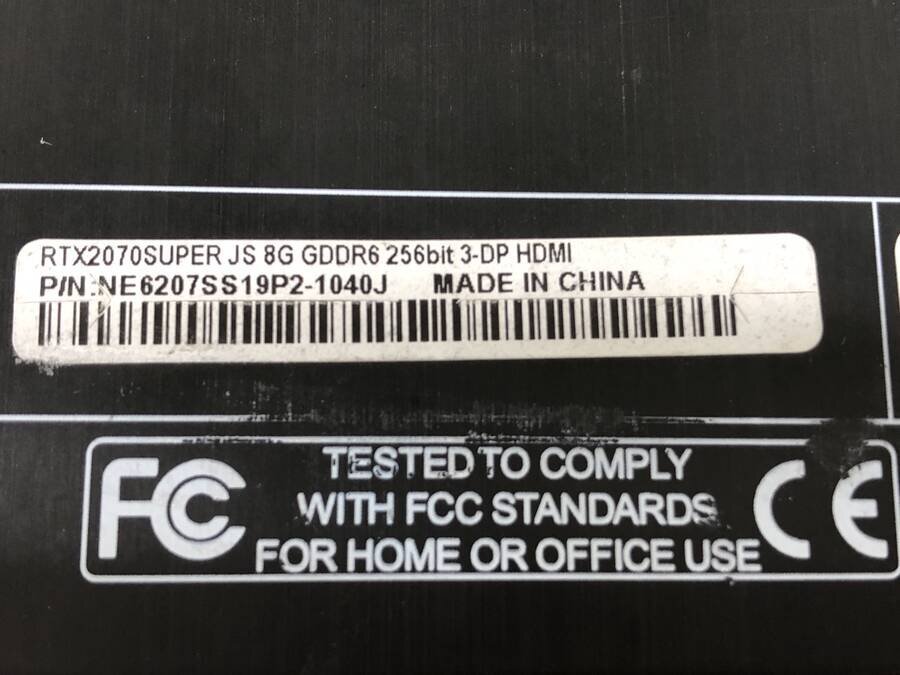 RTX2070SUPER JS 8G GDDR6 256bit 3-DP HDMI
P/N:NE6207SS19P2-1040J MADE IN CHINA
FC
TESTED TO COMPLY
WITH FCC STANDARDS
FOR HOME OR OFFICE USE
CE